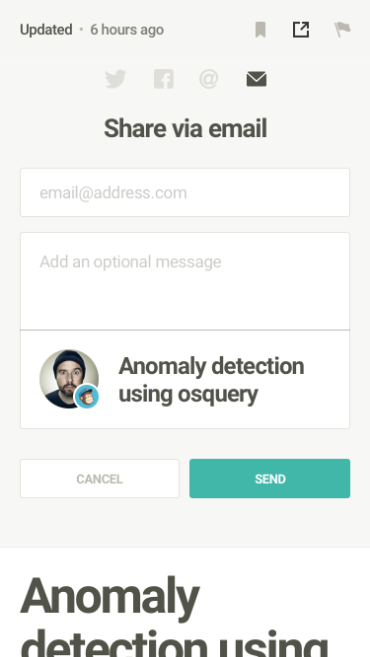 Updated • 6 hours ago
@
Share via email
email@address.com
Add an optional message
Anomaly detection
using osquery
CANCEL
SEND
Anomaly
detection using